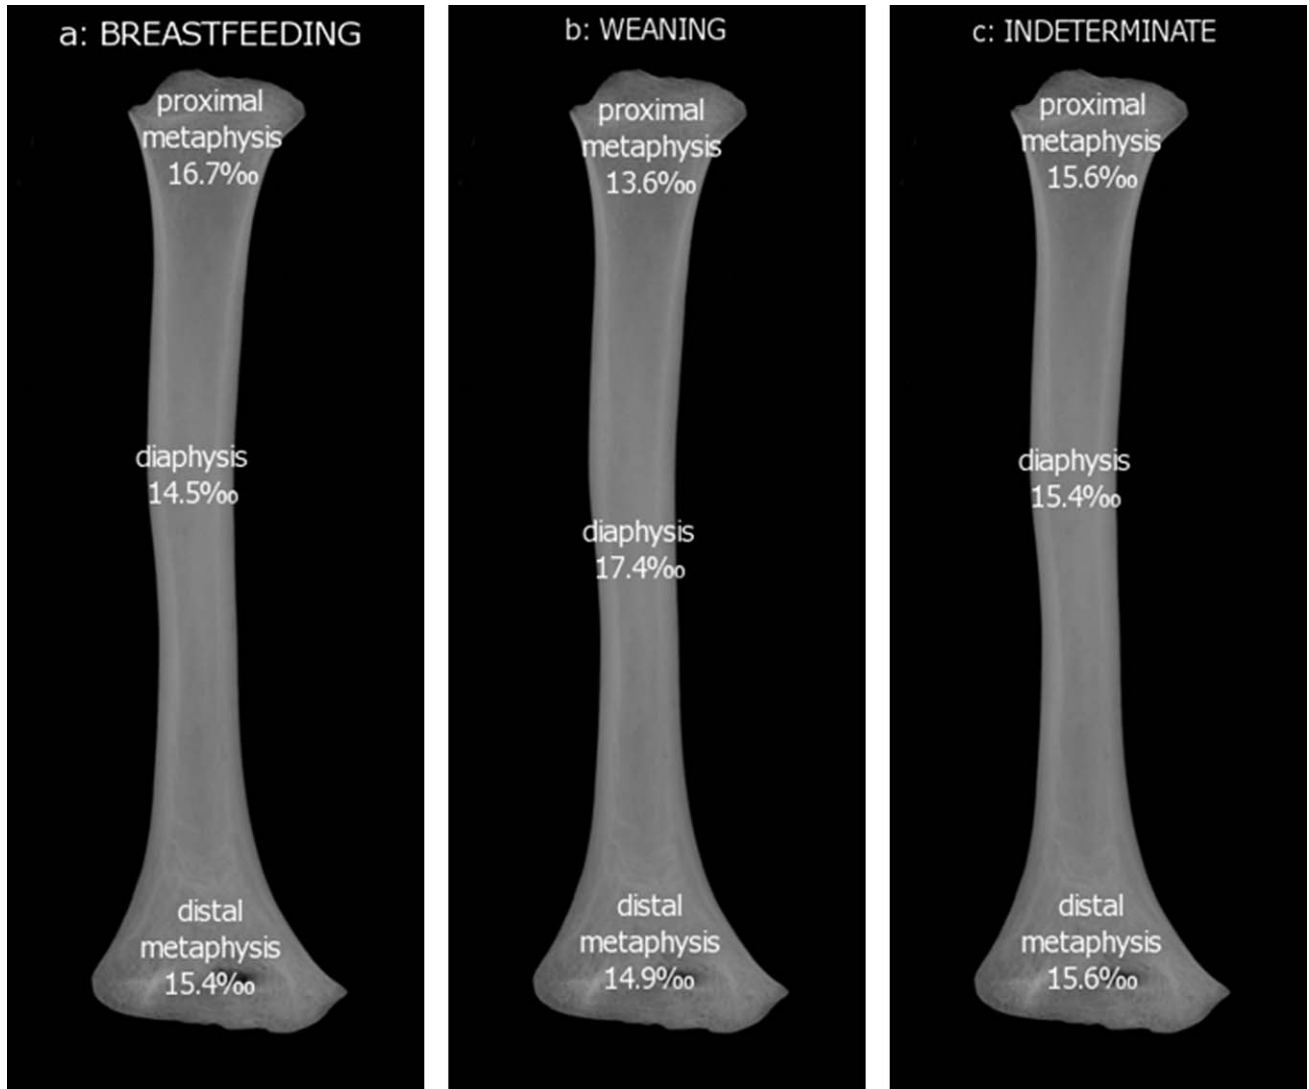 a: BREASTFEEDING
proximal
metaphysis
16.7‰
diaphysis
14.5‰
distal
metaphysis
15.4‰
b: WEANING
proximal
metaphysis
13.6‰
diaphysis
17.4‰
distal
metaphysis
14.9‰
c: INDETERMINATE
proximal
metaphysis
15.6‰
diaphysis
15.4‰
distal
metaphysis
15.6‰